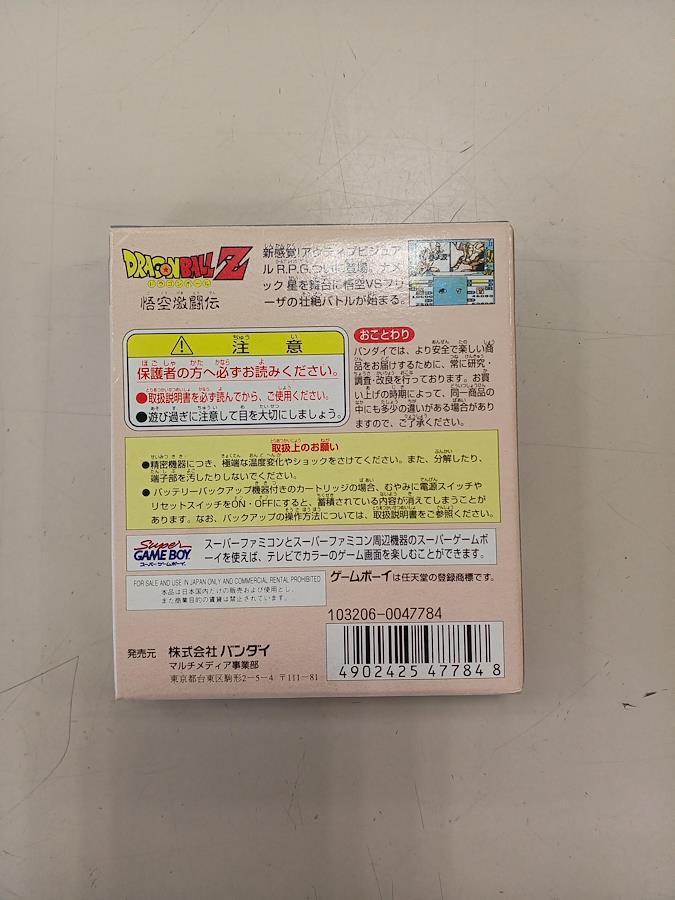 DRAGONBALL Z
ドラゴンボール
悟空激闘伝
新感覚!アクティブビジュア
ル R.P.G.ついに登場。ナメ
ック星を舞台に悟空VSフリ
ーザの壮絶バトルが始まる。
注意
保護者の方へ必ずお読みください。
●取扱説明書を必ず読んでから、ご使用ください。
●遊び過ぎに注意して目を大切にしましょう。
おことわり
バンダイでは、より安全で楽しい商
品をお届けするために、常に研究・
調査・改良を行っております。お買
い上げの時期によって、同一商品の
中にも多少の違いがある場合があり
ますので、ご了承ください。
取扱上のお願い
●精密機器につき、極端な温度変化やショックをさけてください。また、分解したり、
端子部を汚したりしないでください。
●バッテリーバックアップ機器付きのカートリッジの場合、むやみに電源スイッチや
リセットスイッチをON・OFFにすると、蓄積されている内容が消えてしまうことが
あります。なお、バックアップの操作方法については、取扱説明書をご参照ください。
Super
GAME BOY
スーパーゲームボーイ
スーパーファミコンとスーパーファミコン周辺機器のスーパーゲームボ
ーイを使えば、テレビでカラーのゲーム画面を楽しむことができます。
FOR SALE AND USE IN JAPAN ONLY AND COMMERCIAL RENTAL PROHIBITED
本品は日本国内だけの販売および使用とし、
また商業目的の賃貸は禁止されています。
ゲームボーイは任天堂の登録商標です。
103206-0047784
発売元 株式会社 バンダイ
マルチメディア事業部
東京都台東区駒形2-5-4 〒111-81
4902425 477848